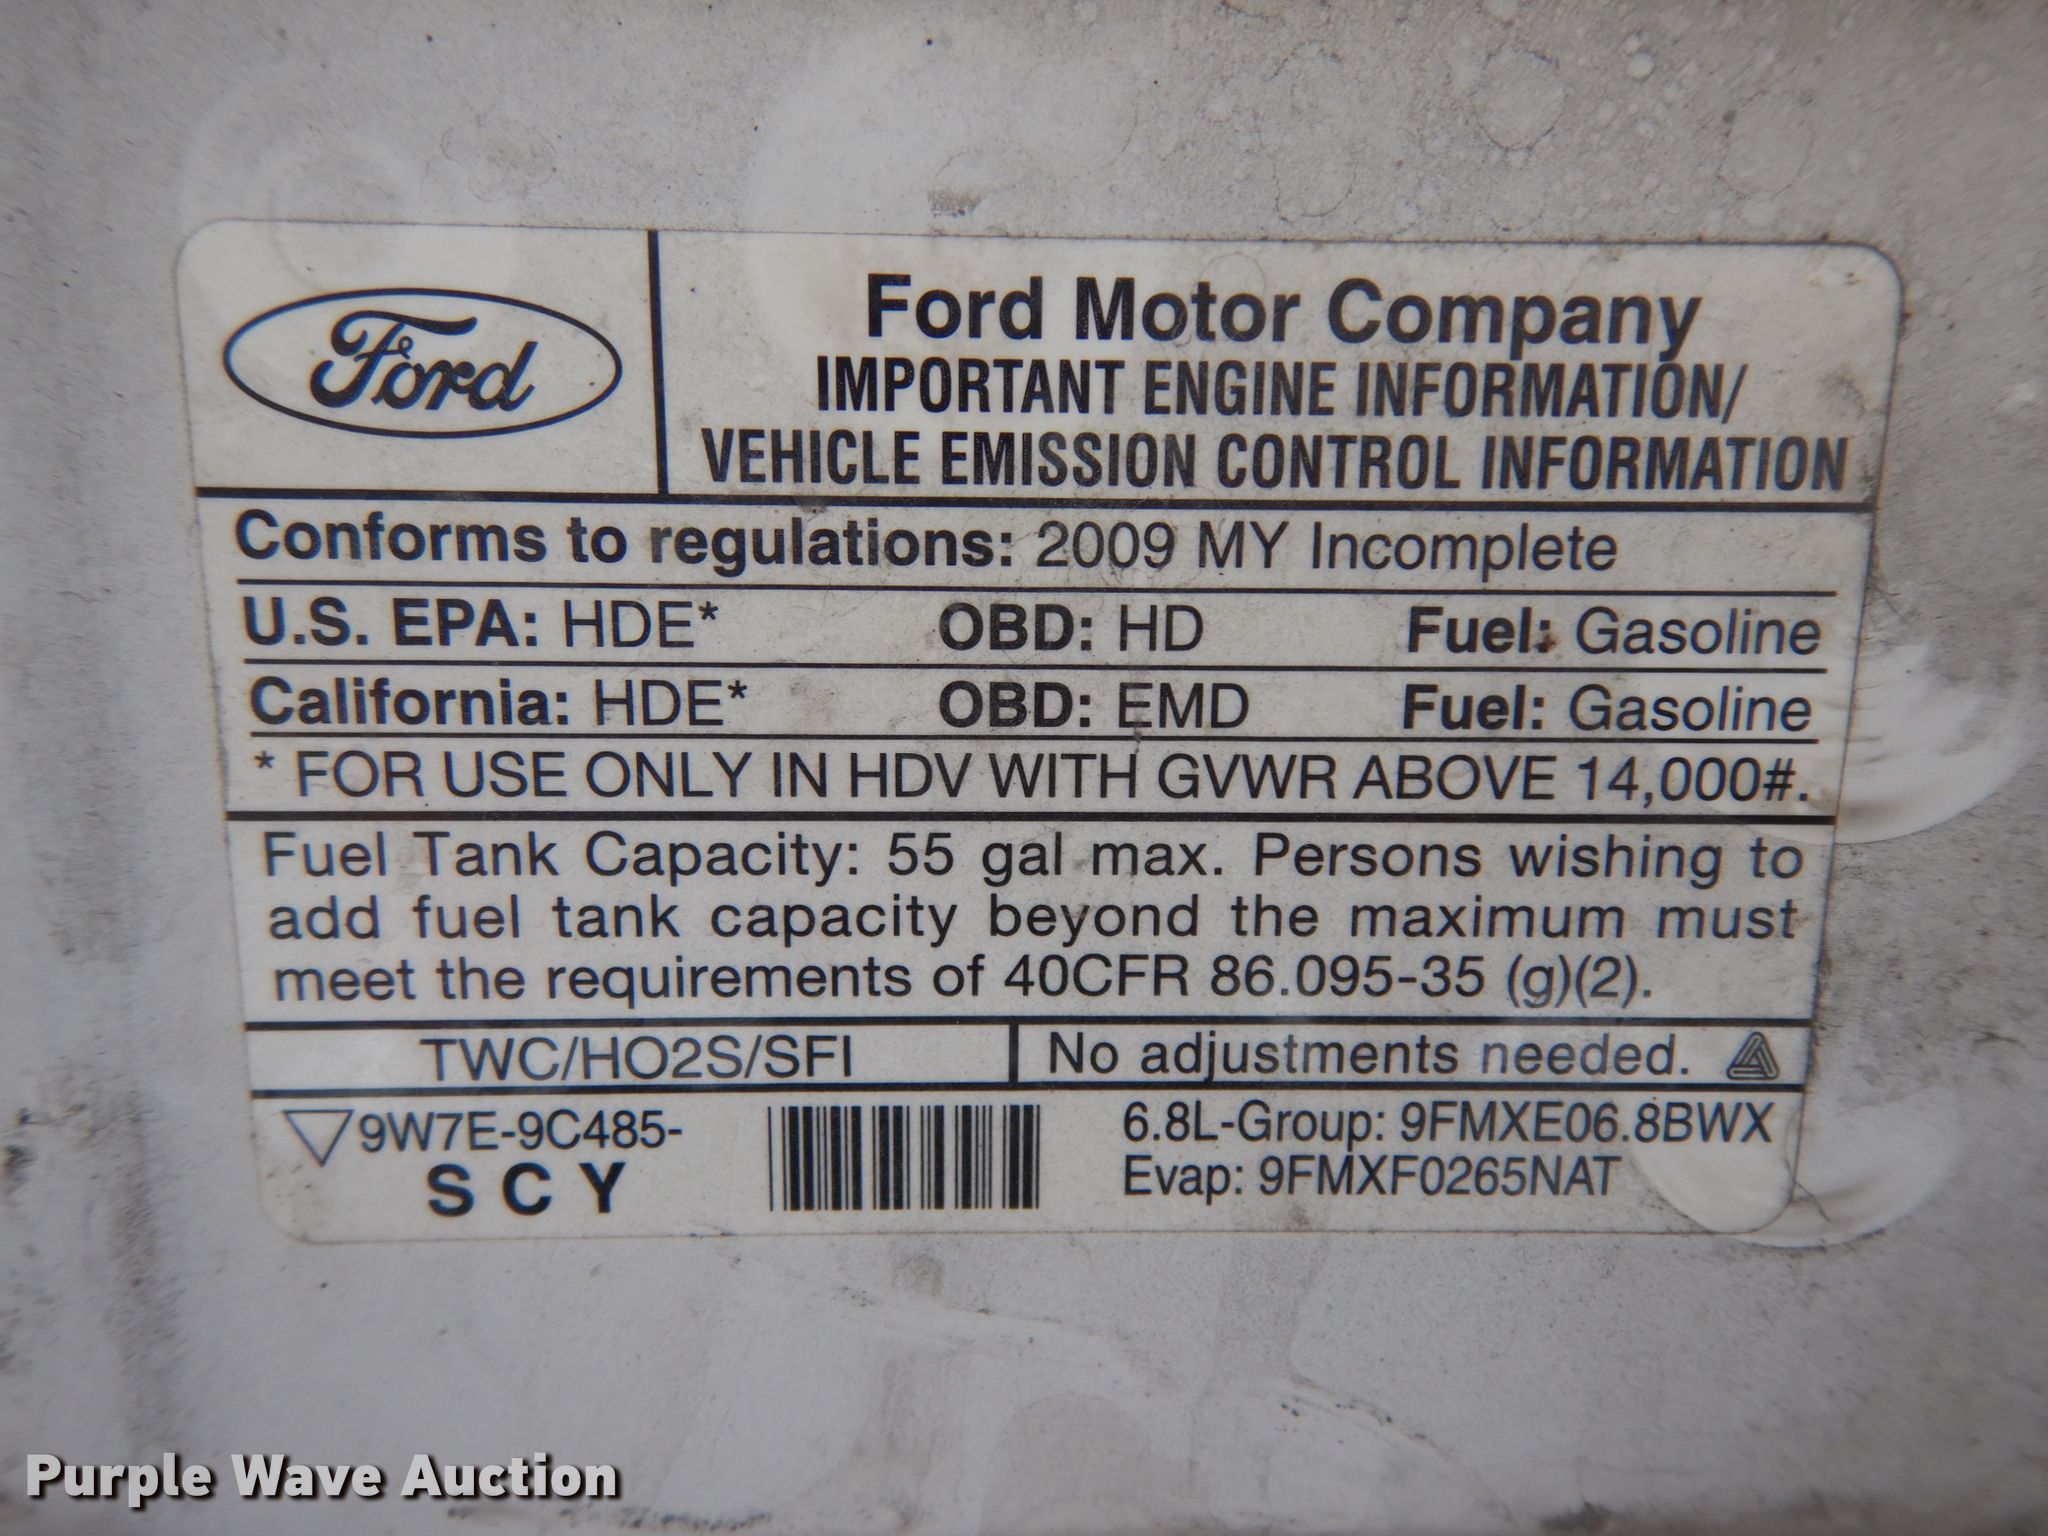 Ford
Ford Motor Company
IMPORTANT ENGINE INFORMATION/
VEHICLE EMISSION CONTROL INFORMATION
Conforms to regulations: 2009 MY Incomplete
U.S. EPA: HDE* OBD: HD Fuel: Gasoline
California: HDE* OBD: EMD Fuel: Gasoline
* FOR USE ONLY IN HDV WITH GVWR ABOVE 14,000#.
Fuel Tank Capacity: 55 gal max. Persons wishing to
add fuel tank capacity beyond the maximum must
meet the requirements of 40CFR 86.095-35 (g)(2).
TWC/HO2S/SFI No adjustments needed.
9W7E-9C485-
SCY
6.8L-Group: 9FMXE06.8BWX
Evap: 9FMXF0265NAT
Purple Wave Auction